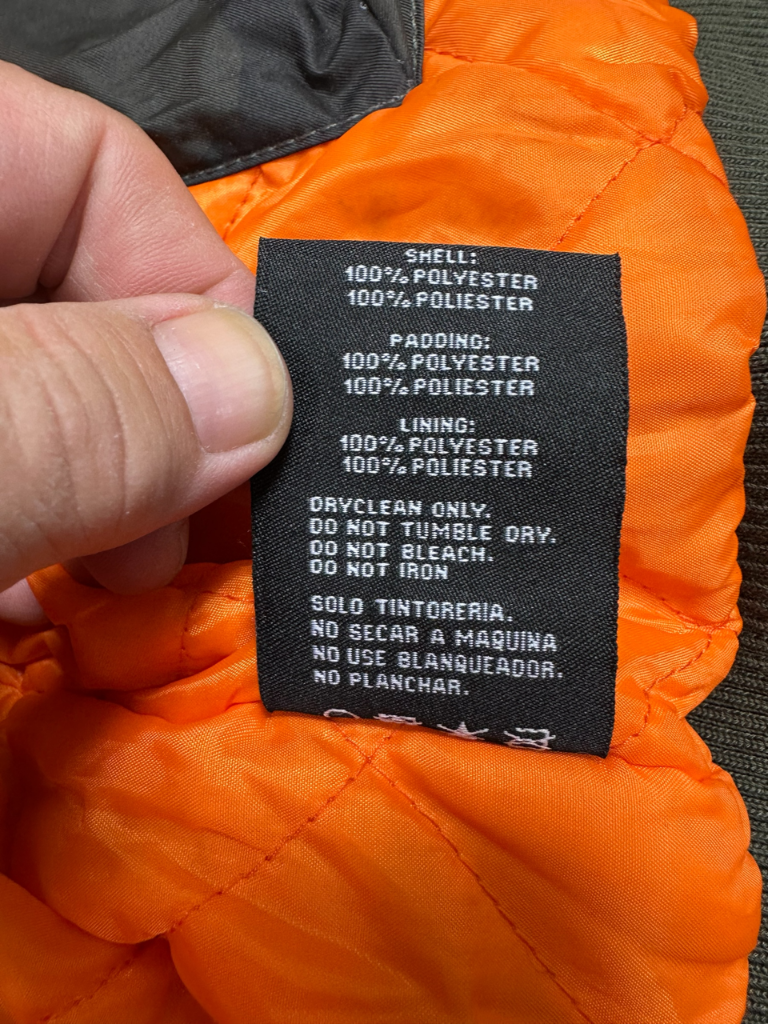 SHELL:
100% POLYESTER
100% POLIESTER
PADDING:
100% POLYESTER
100% POLIESTER
LINING:
100% POLYESTER
100% POLIESTER
DRYCLEAN ONLY.
DO NOT TUMBLE DRY.
DO NOT BLEACH.
DO NOT IRON
SOLO TINTORERIA.
NO SECAR A MAQUINA
NO USE BLANQUEADOR.
NO PLANCHAR.